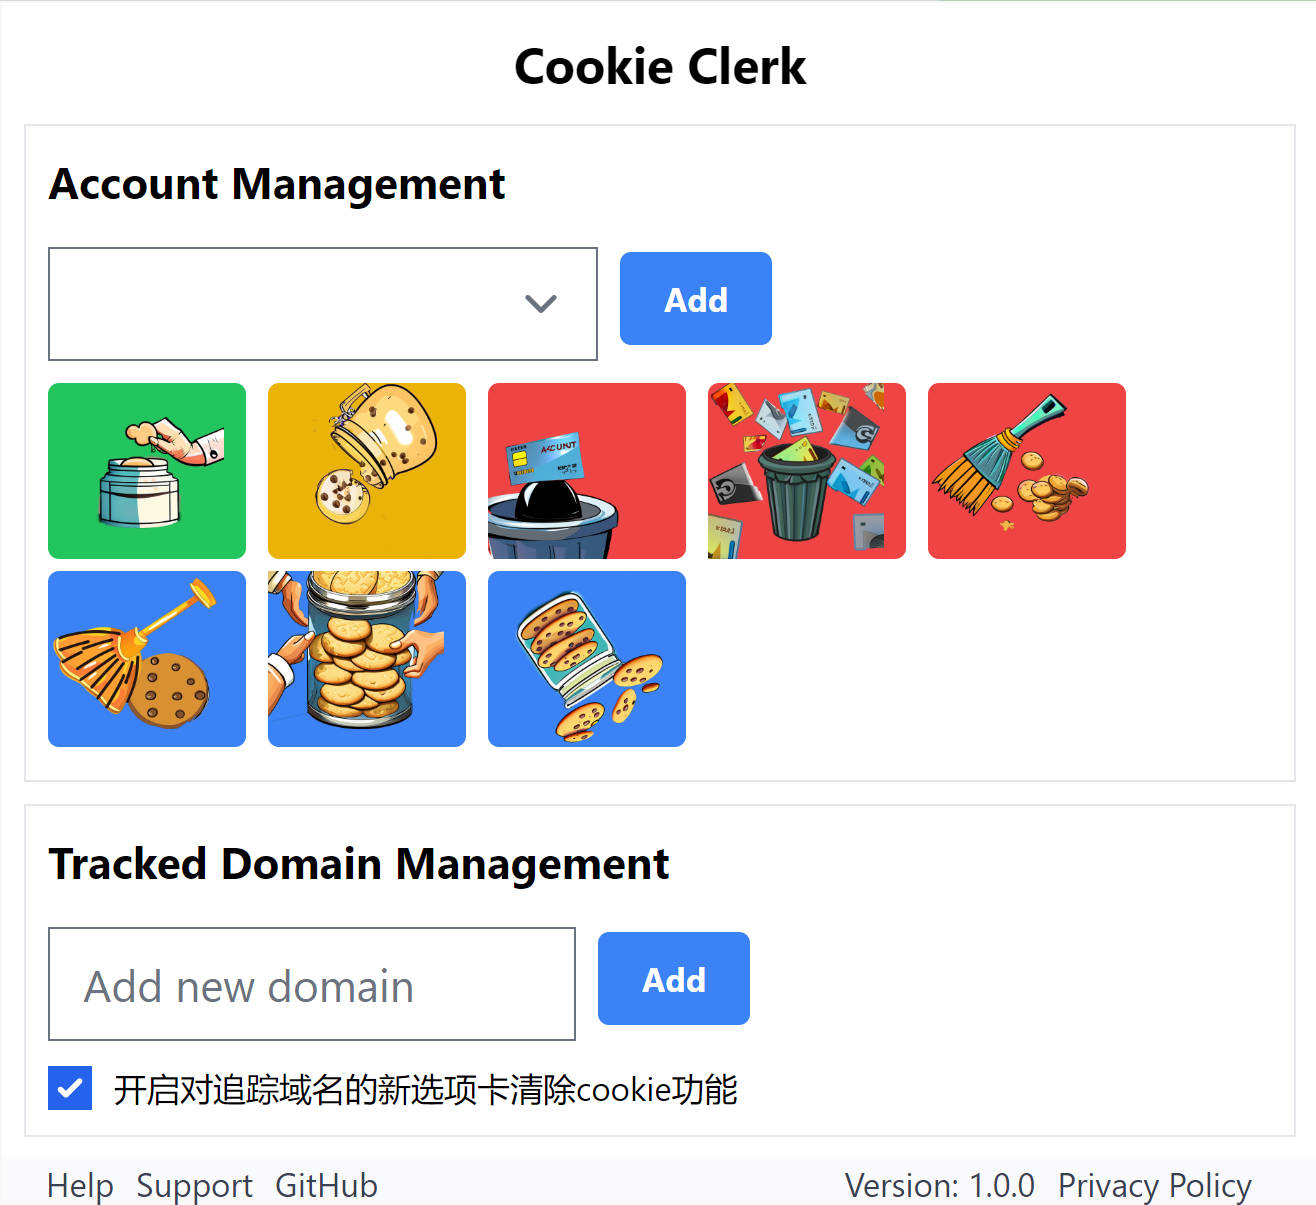 Cookie Clerk
Account Management
Add
Tracked Domain Management
Add new domain
Add
开启对追踪域名的新选项卡清除cookie功能
Help Support GitHub
Version: 1.0.0 Privacy Policy